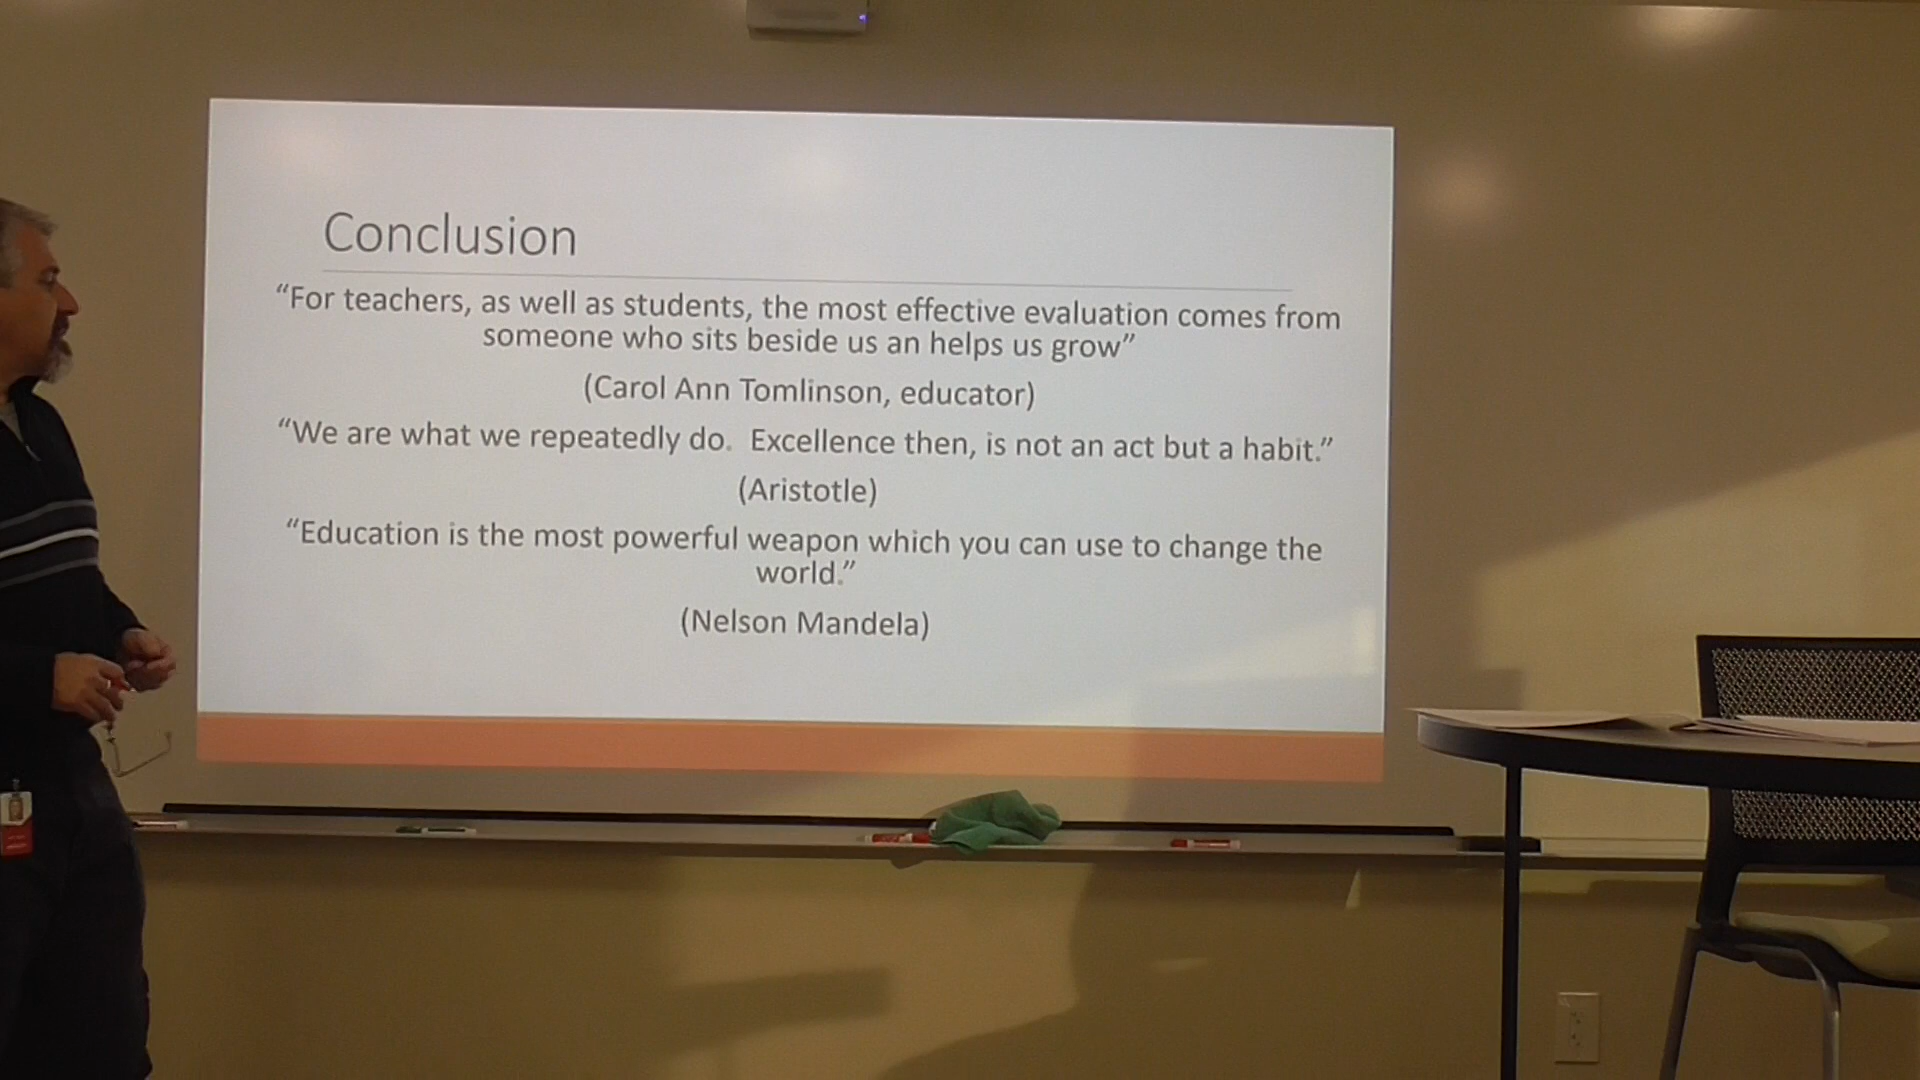 Conclusion
“For teachers, as well as students, the most effective evaluation comes from
someone who sits beside us an helps us grow”
(Carol Ann Tomlinson, educator)
“We are what we repeatedly do.  Excellence then, is not an act but a habit.”
(Aristotle)
“Education is the most powerful weapon which you can use to change the
world.”
(Nelson Mandela)